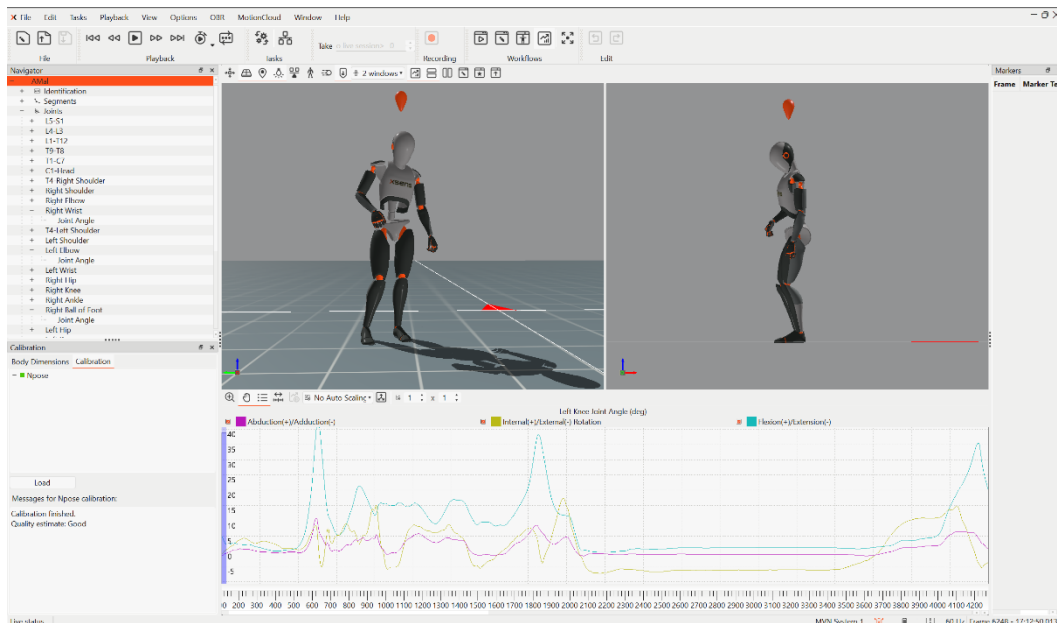 File Edit Tasks Playback View Options OBR MotionCloud Window Help
Take
File Playback Tasks Recording Workflows Edit
Navigator
2 windows
Markers
Frame Marker Te
Identification
Segments
Joints
L5-S1
L4-L3
L1-T12
T9-T8
T1-C7
C1-Head
T4 Right Shoulder
Right Shoulder
Right Elbow
Right Wrist
Joint Angle
T4-Left Shoulder
Left Shoulder
Left Elbow
Joint Angle
Left Wrist
Right Hip
Right Knee
Right Ankle
Right Ball of Foot
Joint Angle
Left Hip
xsens
Calibration
Body Dimensions Calibration
Npose
Load
Messages for Npose calibration:
Calibration finished.
Quality estimate: Good
No Auto Scaling 1 x 1
Left Knee Joint Angle (deg)
Abduction(+)/Adduction(-) Internal(+)/External(-) Rotation Flexion(+)/Extension(-)
40
35
30
25
20
15
10
5
0
-5
0 200 300 400 500 600 700 800 900 1000 1100 1200 1300 1400 1500 1600 1700 1800 1900 2000 2100 2200 2300 2400 2500 2600 2700 2800 2900 3000 3100 3200 3300 3400 3500 3600 3700 3800 3900 4000 4100 4200